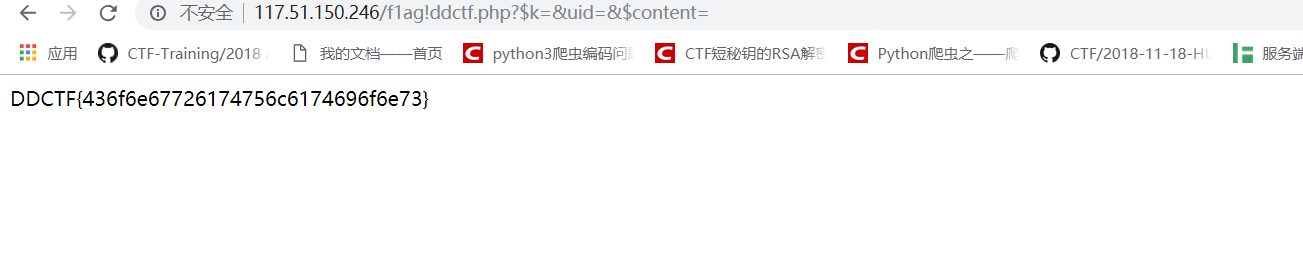 不安全 117.51.150.246/f1ag!ddctf.php?$k=&uid=&$content=
应用 CTF-Training/2018 我的文档——首页 python3爬虫编码问 CTF短秘钥的RSA解密 Python爬虫之——爬 CTF/2018-11-18-HU 服务端
DDCTF{436f6e67726174756c6174696f6e73}